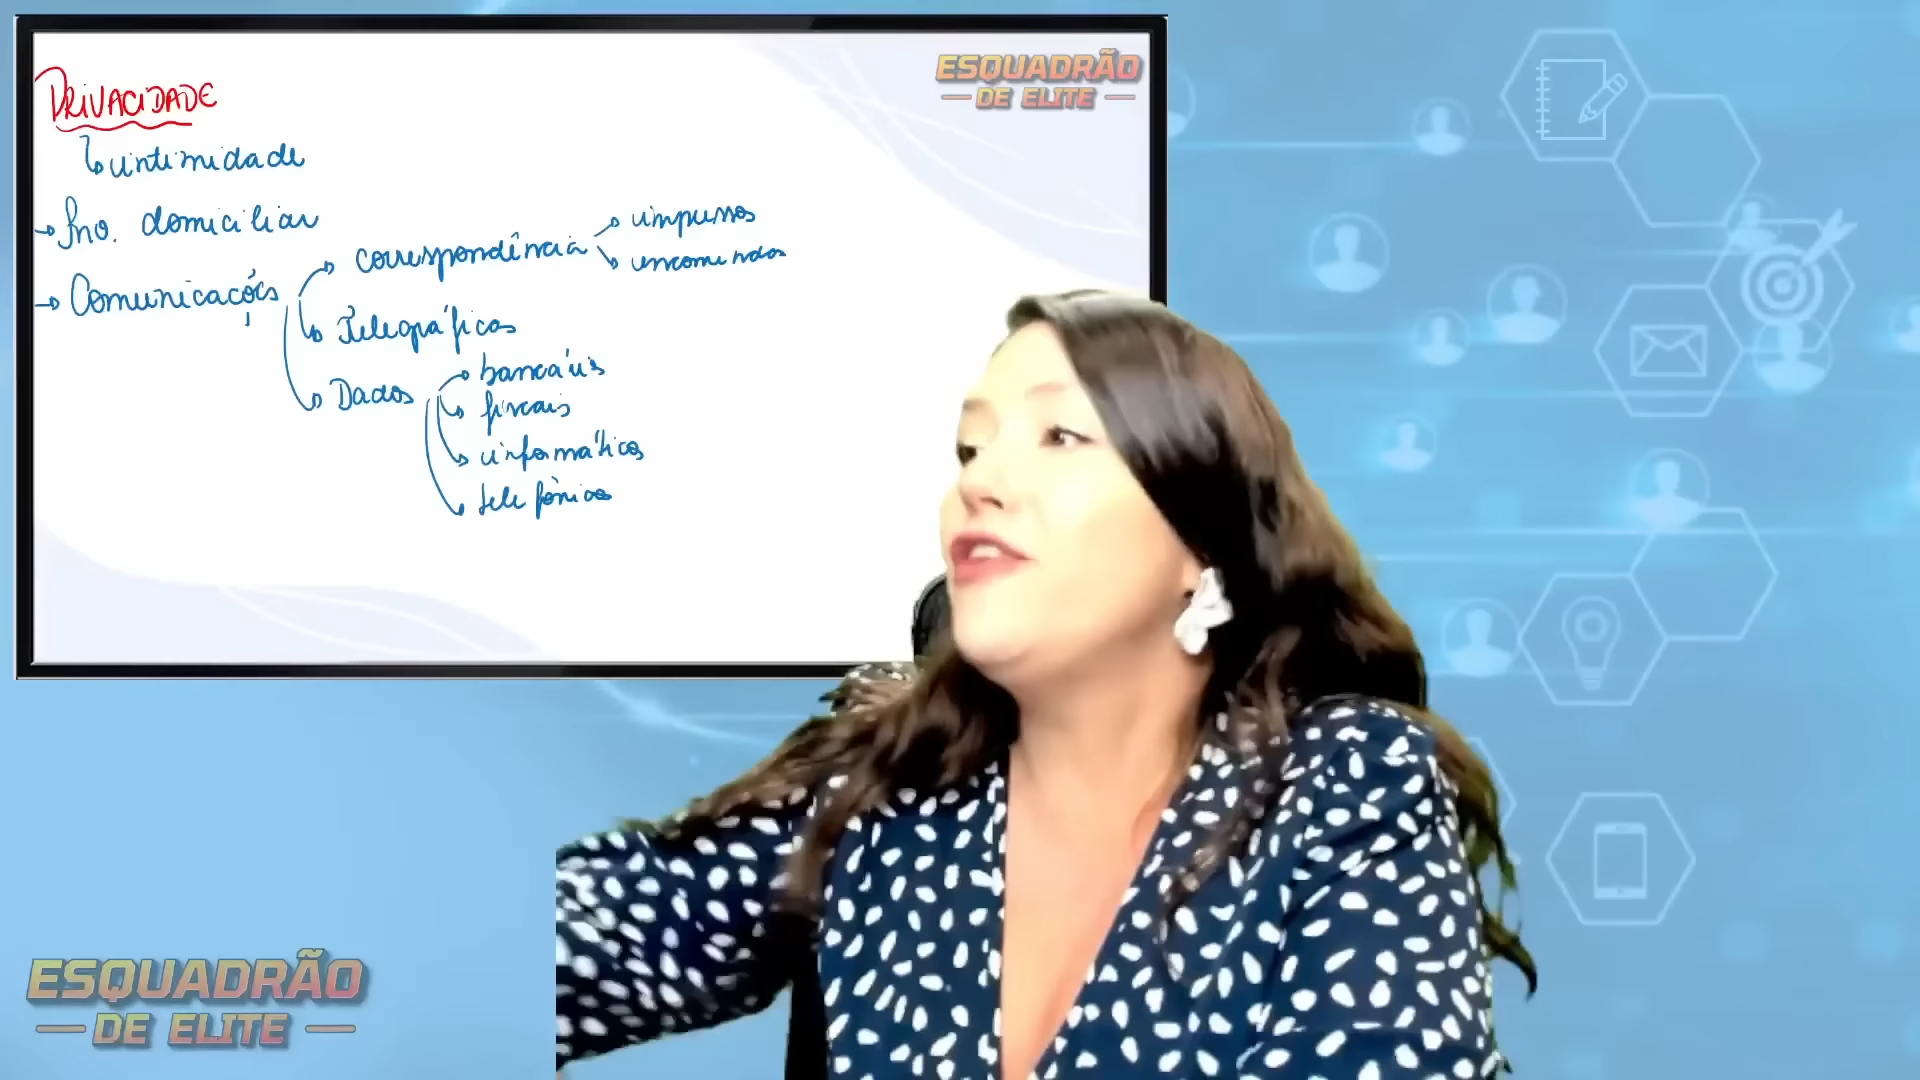 ESQUADRÃO
DE ELITE
PRIVACIDADE
intimidade
Inv. domiciliar
Comunicações
correspondência
impressos
encomendas
Telegráficas
Dados
bancáris
fiscais
informáticos
telefônicos
ESQUADRÃO
DE ELITE